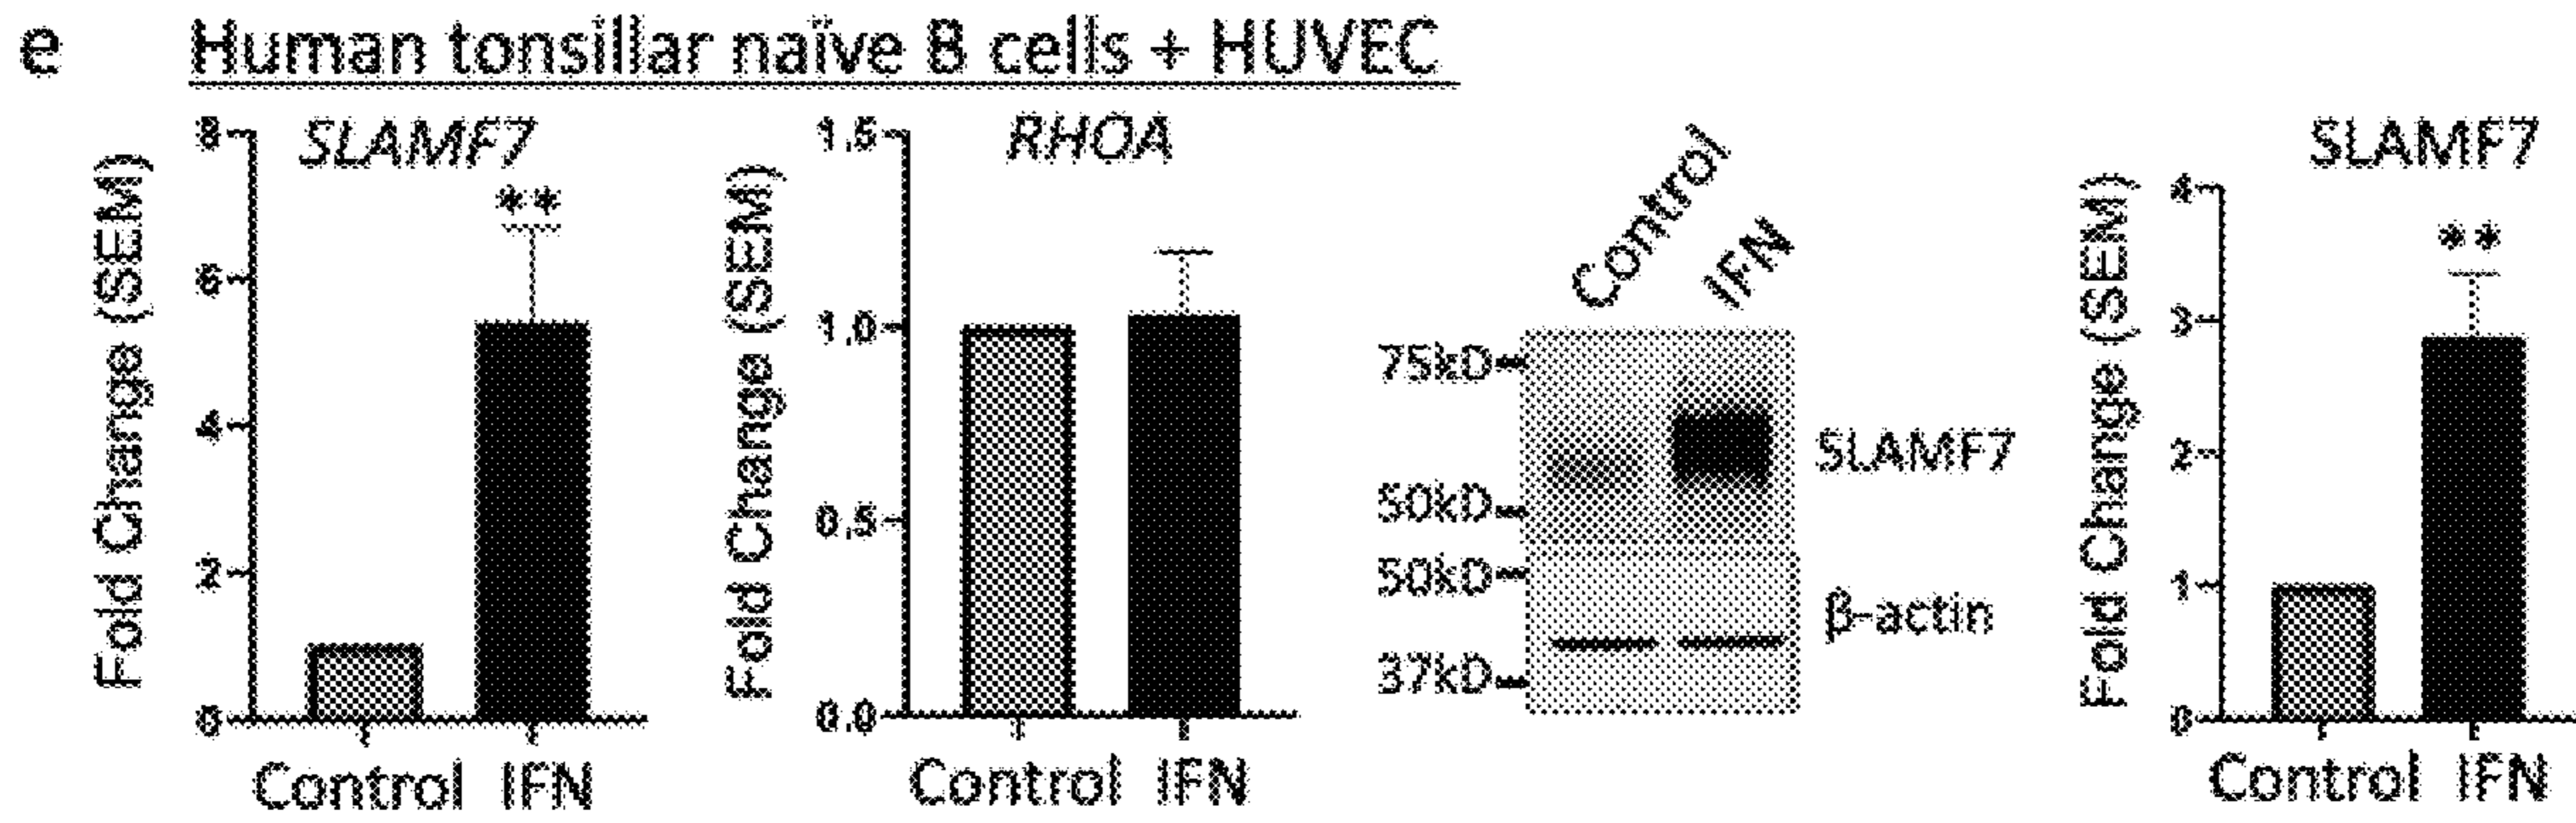 e Human tonsillar naïve B cells + HUVEC
SLAMF7
Fold Change (SEM)
8
6
4
2
0
**
Control IFN
RHOA
Fold Change (SEM)
1.5
1.0
0.5
0.0
Control IFN
Control
IFN
75kD
50kD
SLAMF7
50kD
37kD
β-actin
SLAMF7
Fold Change (SEM)
4
3
2
1
0
**
Control IFN